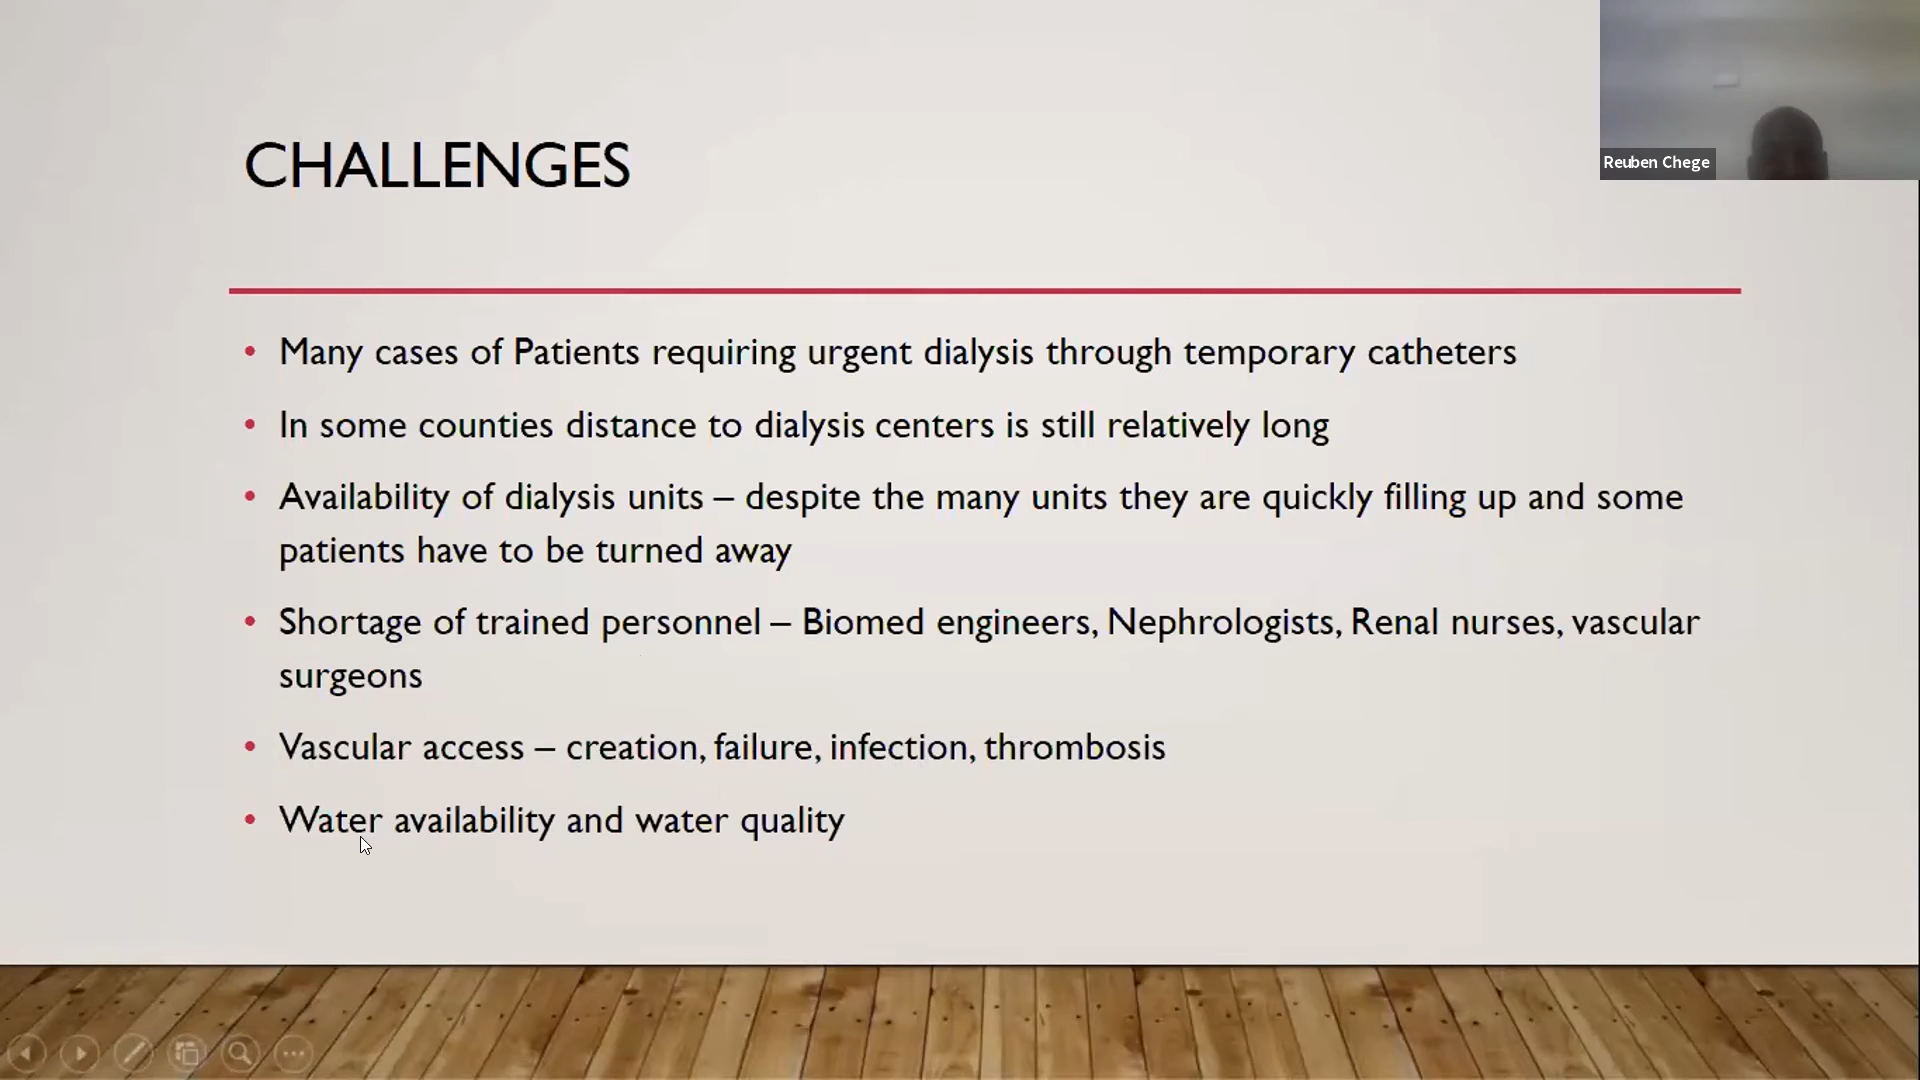 CHALLENGES
Reuben Chege
• Many cases of Patients requiring urgent dialysis through temporary catheters
• In some counties distance to dialysis centers is still relatively long
• Availability of dialysis units – despite the many units they are quickly filling up and some
patients have to be turned away
• Shortage of trained personnel – Biomed engineers, Nephrologists, Renal nurses, vascular
surgeons
• Vascular access – creation, failure, infection, thrombosis
• Water availability and water quality